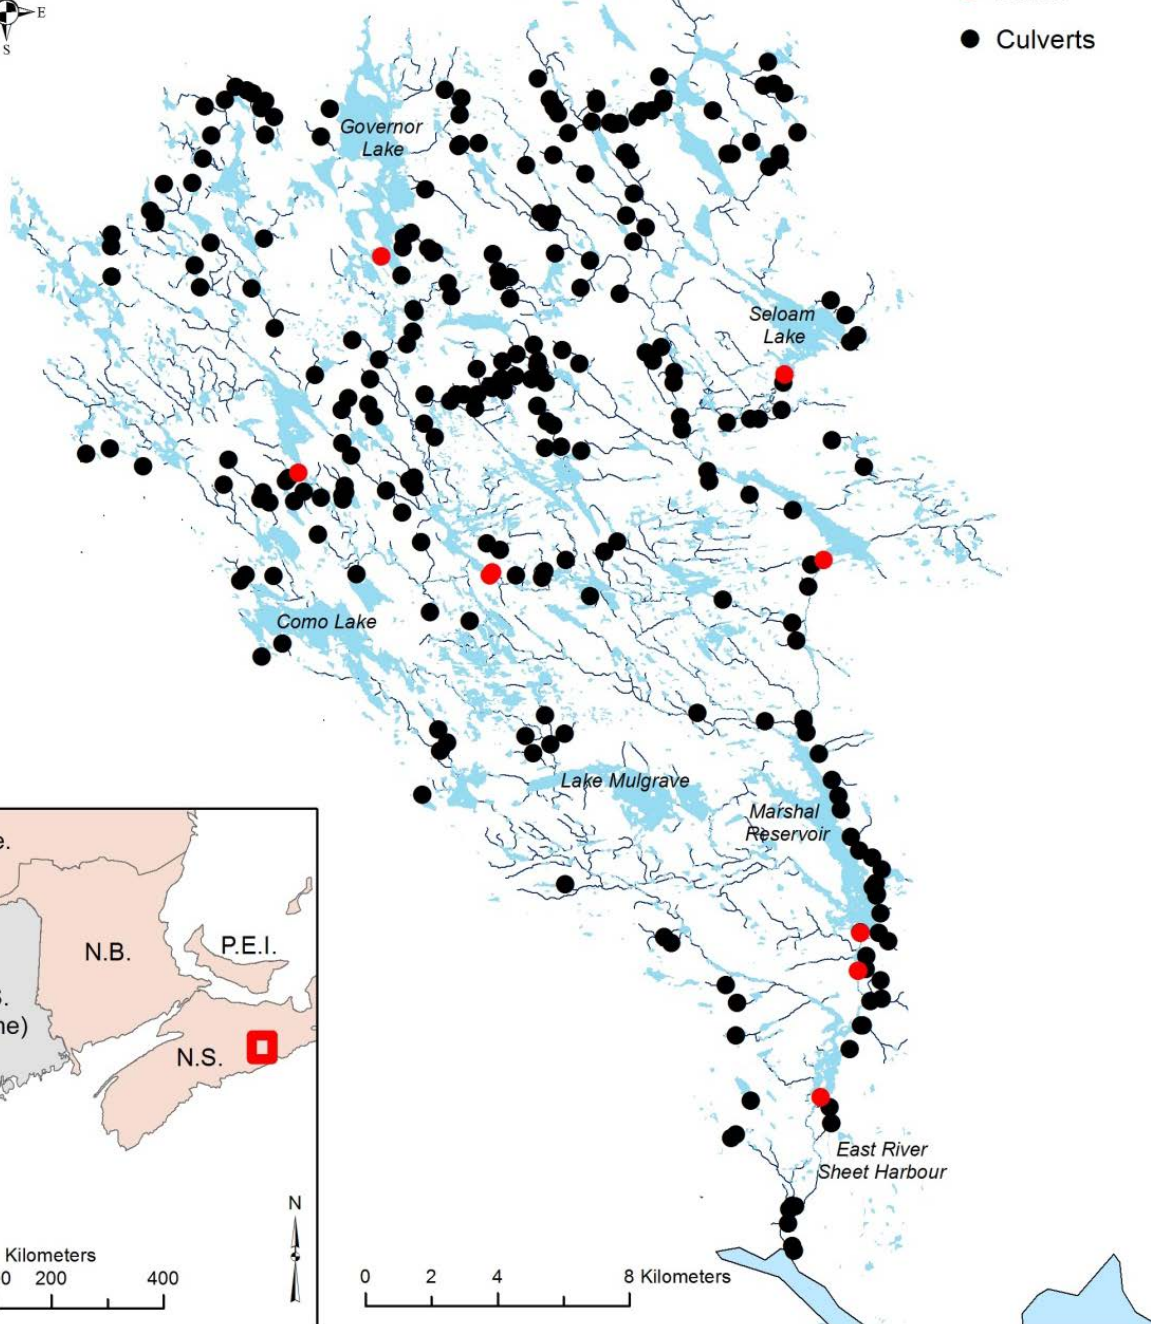 E
S
Culverts
Governor
Lake
Seloam
Lake
Como Lake
Lake Mulgrave
Marshal
Reservoir
e.
N.B.
P.E.I.
ne)
N.S.
East River
Sheet Harbour
N
Kilometers
0 200 400
0 2 4 8 Kilometers